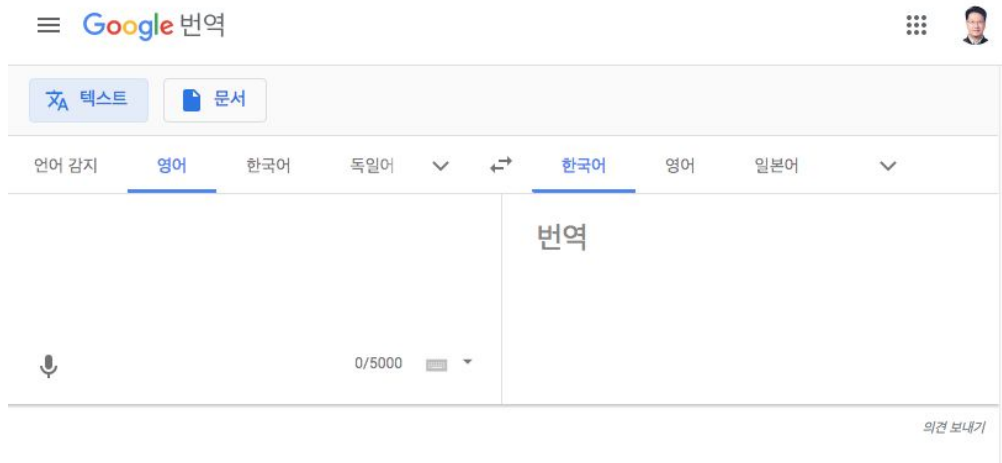 Google 번역
텍스트 문서
언어 감지 영어 한국어 독일어 한국어 영어 일본어
번역
0/5000
의견 보내기